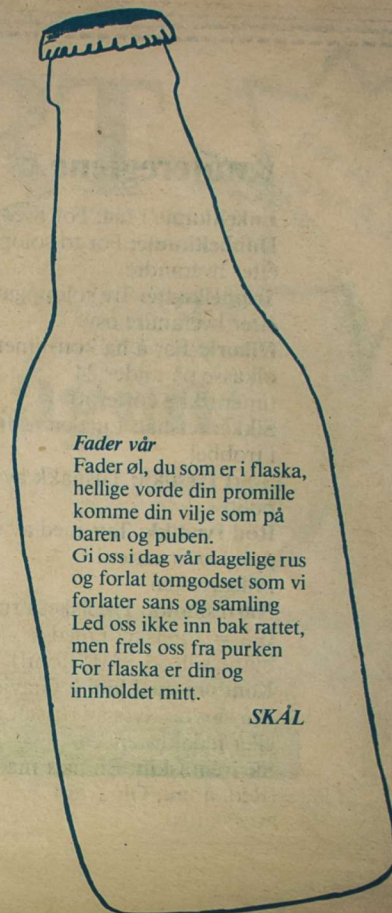 Fader vår
Fader øl, du som er i flaska,
hellige vorde din promille
komme din vilje som på
baren og puben.
Gi oss i dag vår dagelige rus
og forlat tomgodset som vi
forlater sans og samling
Led oss ikke inn bak rattet,
men frels oss fra purken
For flaska er din og
innholdet mitt.
SKÅL